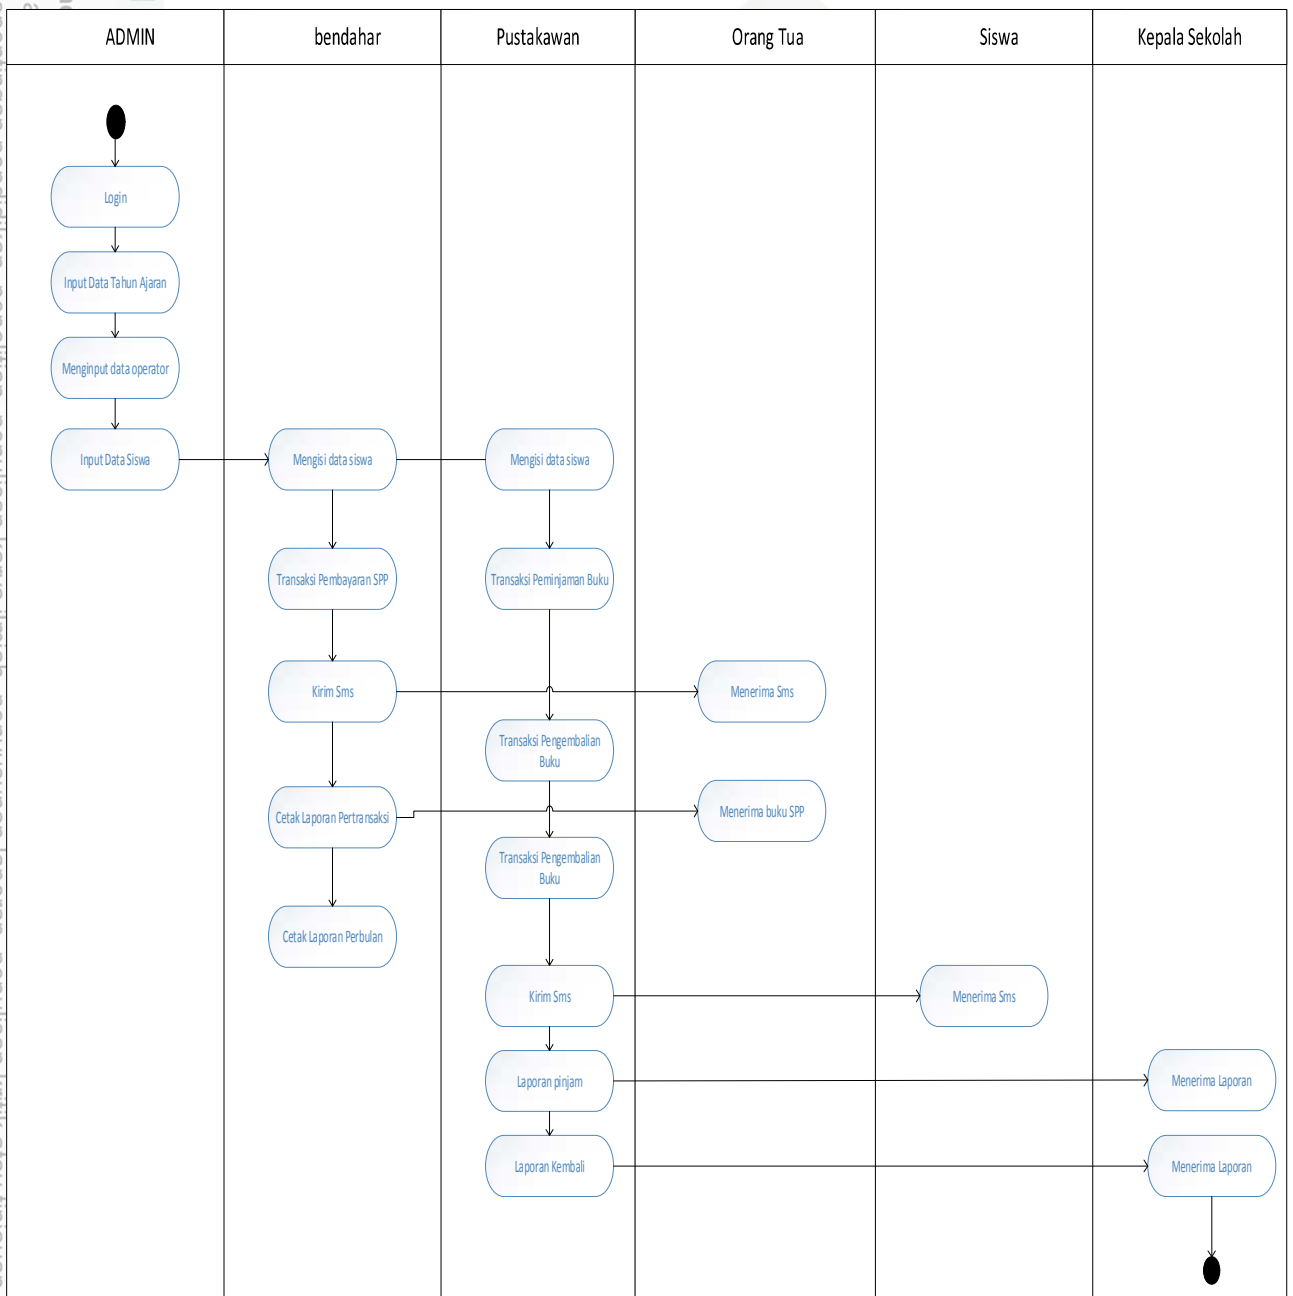 ADMIN
bendahar
Pustakawan
Orang Tua
Siswa
Kepala Sekolah
Login
Input Data Tahun Ajaran
Menginput data operator
Input Data Siswa
Mengisi data siswa
Mengisi data siswa
Transaksi Pembayaran SPP
Transaksi Peminjaman Buku
Kirim Sms
Menerima Sms
Transaksi Pengembalian
Buku
Cetak Laporan Pertransaksi
Menerima buku SPP
Transaksi Pengembalian
Buku
Cetak Laporan Perbulan
Kirim Sms
Menerima Sms
Laporan pinjam
Menerima Laporan
Laporan Kembali
Menerima Laporan